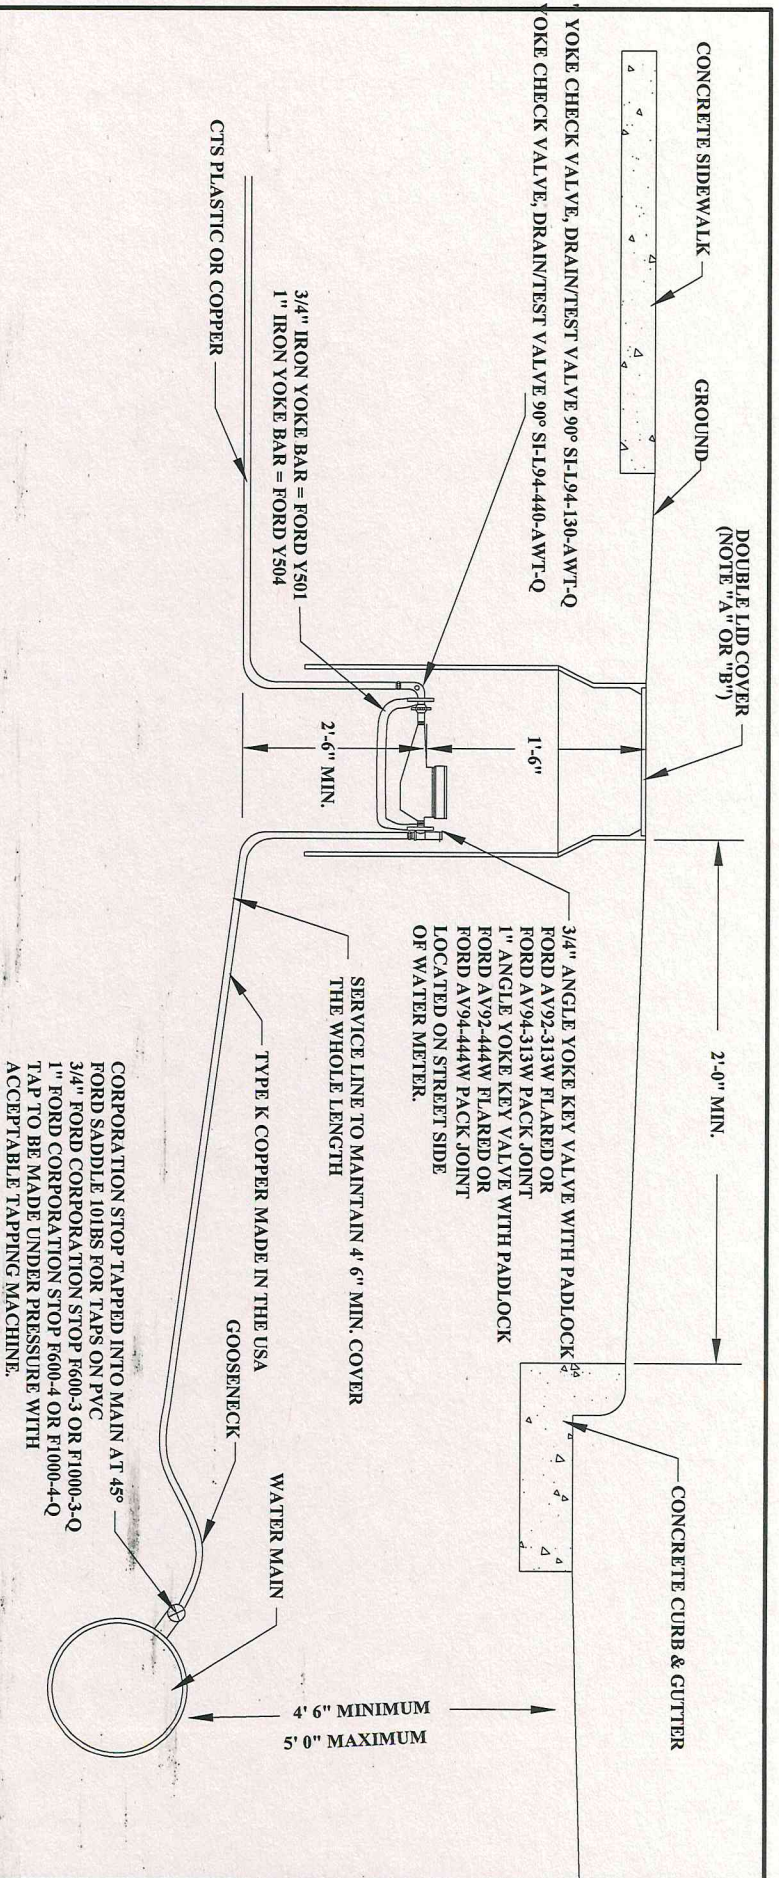 CONCRETE SIDEWALK
GROUND
DOUBLE LID COVER
(NOTE "A" OR "B")
2'-0" MIN.
CONCRETE CURB & GUTTER
" YOKE CHECK VALVE, DRAIN/TEST VALVE 90° SI-L94-130-AWT-Q
YOKE CHECK VALVE, DRAIN/TEST VALVE 90° SI-L94-440-AWT-Q
1'-6"
2'-6" MIN.
3/4" IRON YOKE BAR = FORD Y501
1" IRON YOKE BAR = FORD Y504
CTS PLASTIC OR COPPER
3/4" ANGLE YOKE KEY VALVE WITH PADLOCK
FORD AV92-313W FLARED OR
FORD AV94-313W PACK JOINT
1" ANGLE YOKE KEY VALVE WITH PADLOCK
FORD AV92-444W FLARED OR
FORD AV94-444W PACK JOINT
LOCATED ON STREET SIDE
OF WATER METER.
SERVICE LINE TO MAINTAIN 4' 6" MIN. COVER
THE WHOLE LENGTH
TYPE K COPPER MADE IN THE USA
GOOSENECK
WATER MAIN
4' 6" MINIMUM
5' 0" MAXIMUM
CORPORATION STOP TAPPED INTO MAIN AT 45°
FORD SADDLE 101BS FOR TAPS ON PVC
3/4" FORD CORPORATION STOP F600-3 OR F1000-3-Q
1" FORD CORPORATION STOP F600-4 OR F1000-4-Q
TAP TO BE MADE UNDER PRESSURE WITH
ACCEPTABLE TAPPING MACHINE.